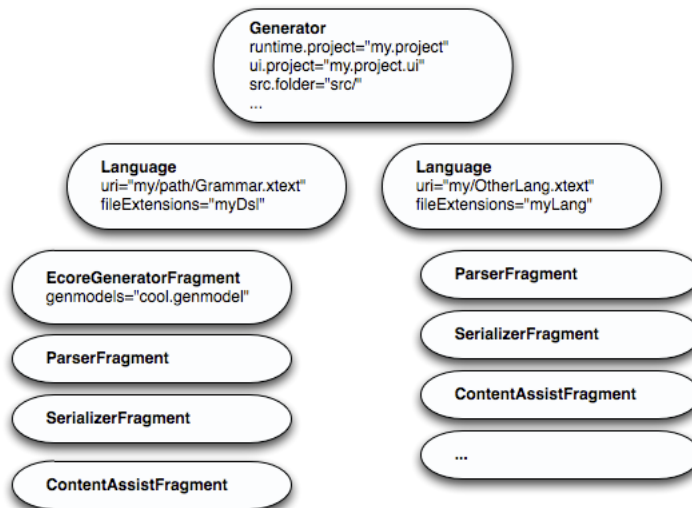 Generator
runtime.project="my.project"
ui.project="my.project.ui"
src.folder="src/"
...
Language
uri="my/path/Grammar.xtext"
fileExtensions="myDsl"
Language
uri="my/OtherLang.xtext"
fileExtensions="myLang"
EcoreGeneratorFragment
genmodels="cool.genmodel"
ParserFragment
SerializerFragment
ContentAssistFragment
ParserFragment
SerializerFragment
ContentAssistFragment
...